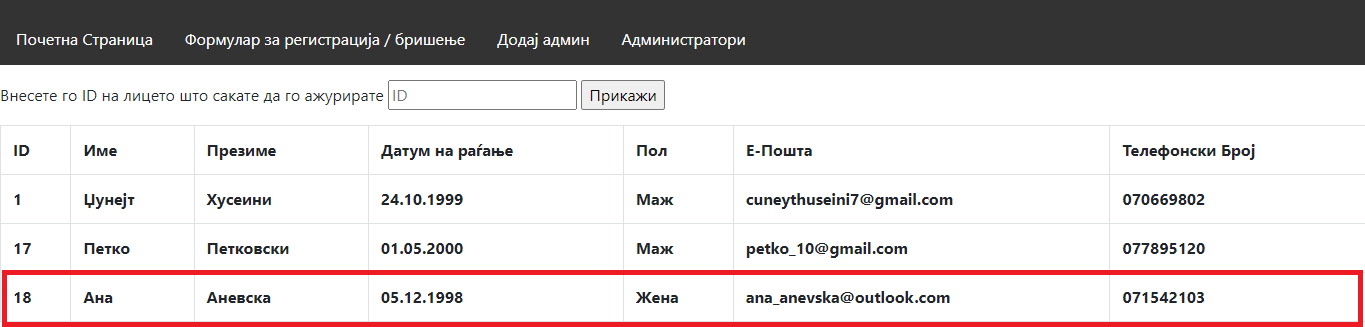 Почетна Страница Формулар за регистрација / бришење Додај админ Администратори
Внесете го ID на лицето што сакате да го ажурирате ID Прикажи
ID Име Презиме Датум на раѓање Пол Е-Пошта Телефонски Број
1 Џунејт Хусеини 24.10.1999 Маж cuneythuseini7@gmail.com 070669802
17 Петко Петковски 01.05.2000 Маж petko_10@gmail.com 077895120
18 Ана Аневска 05.12.1998 Жена ana_anevska@outlook.com 071542103